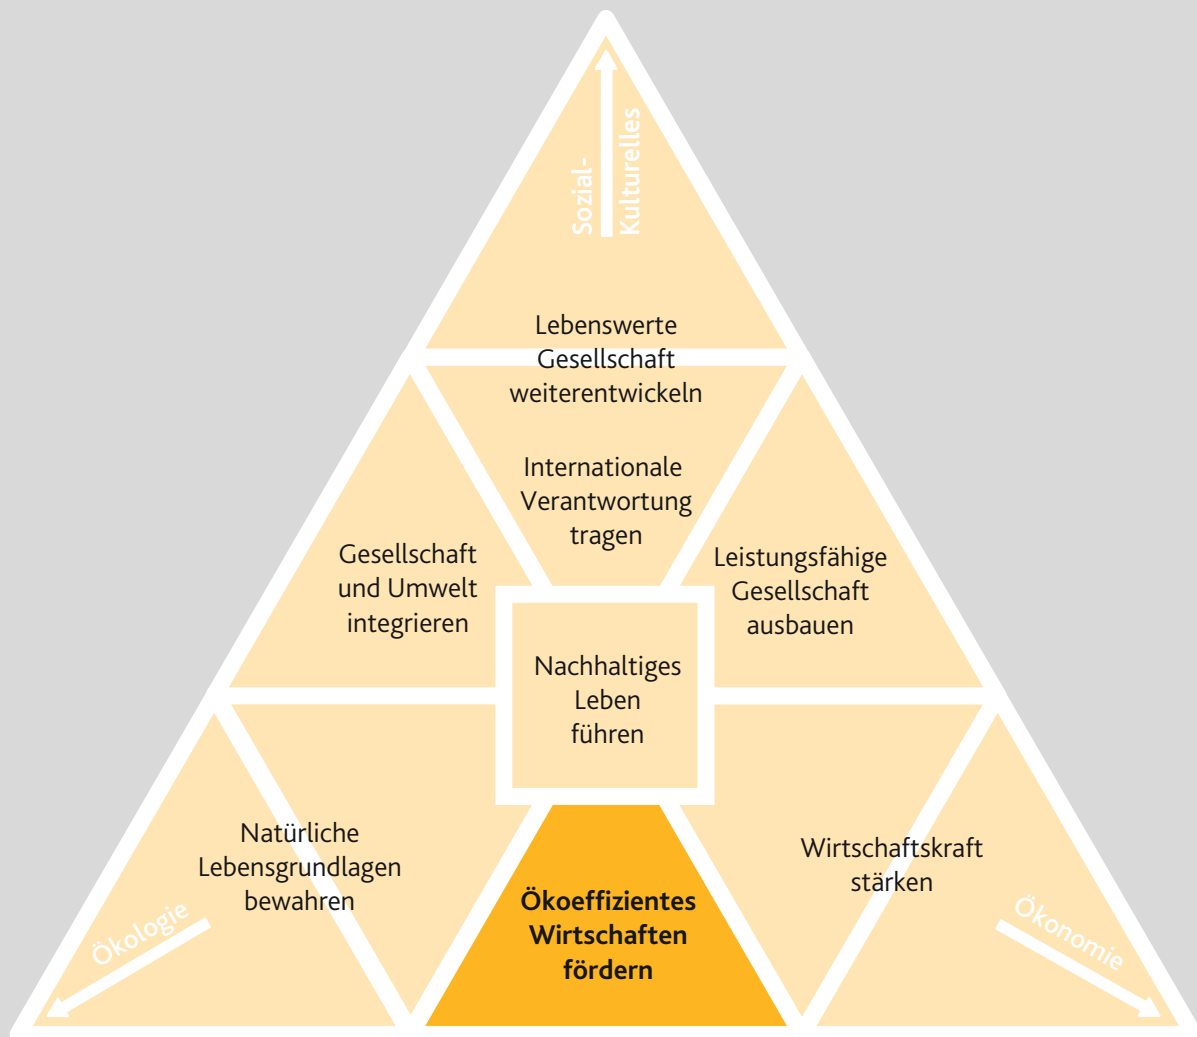 Sozial-
Kulturelles
Lebenswerte
Gesellschaft
weiterentwickeln
Internationale
Verantwortung
tragen
Gesellschaft
und Umwelt
integrieren
Leistungsfähige
Gesellschaft
ausbauen
Nachhaltiges
Leben
führen
Natürliche
Lebensgrundlagen
bewahren
Wirtschaftskraft
stärken
Ökoeffizientes
Wirtschaften
fördern
Ökologie
Ökonomie